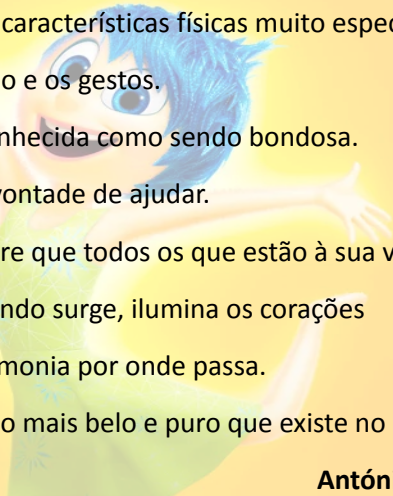 características físicas muito espec
o e os gestos.
nhecida como sendo bondosa.
vontade de ajudar.
re que todos os que estão à sua v
ndo surge, ilumina os corações
monia por onde passa.
o mais belo e puro que existe no
Antón